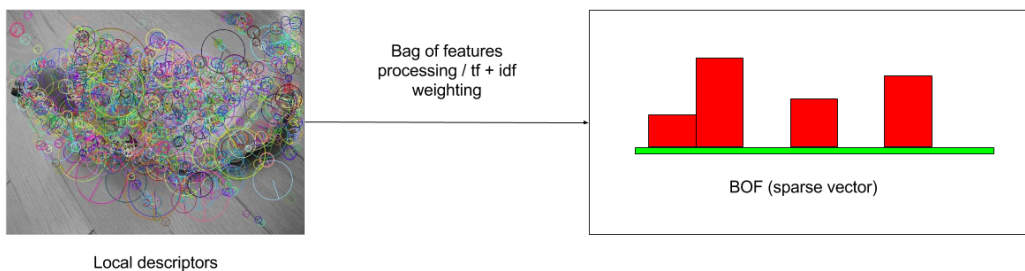 Bag of features
processing / tf + idf
weighting
BOF (sparse vector)
Local descriptors